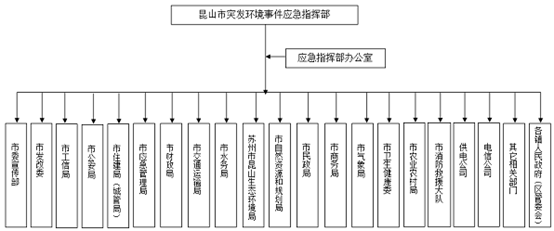 昆山市突发环境事件应急指挥部
应急指挥部办公室
市委宣传部
市发改委
市工信局
市公安局
市住建局（城管局）
市应急管理局
市财政局
市交通运输局
市水务局
苏州市昆山生态环境局
市自然资源和规划局
市民政局
市商务局
市气象局
市卫生健康委
市农业农村局
市消防救援大队
供电公司
电信公司
其它相关部门
各镇人民政府（区管委会）